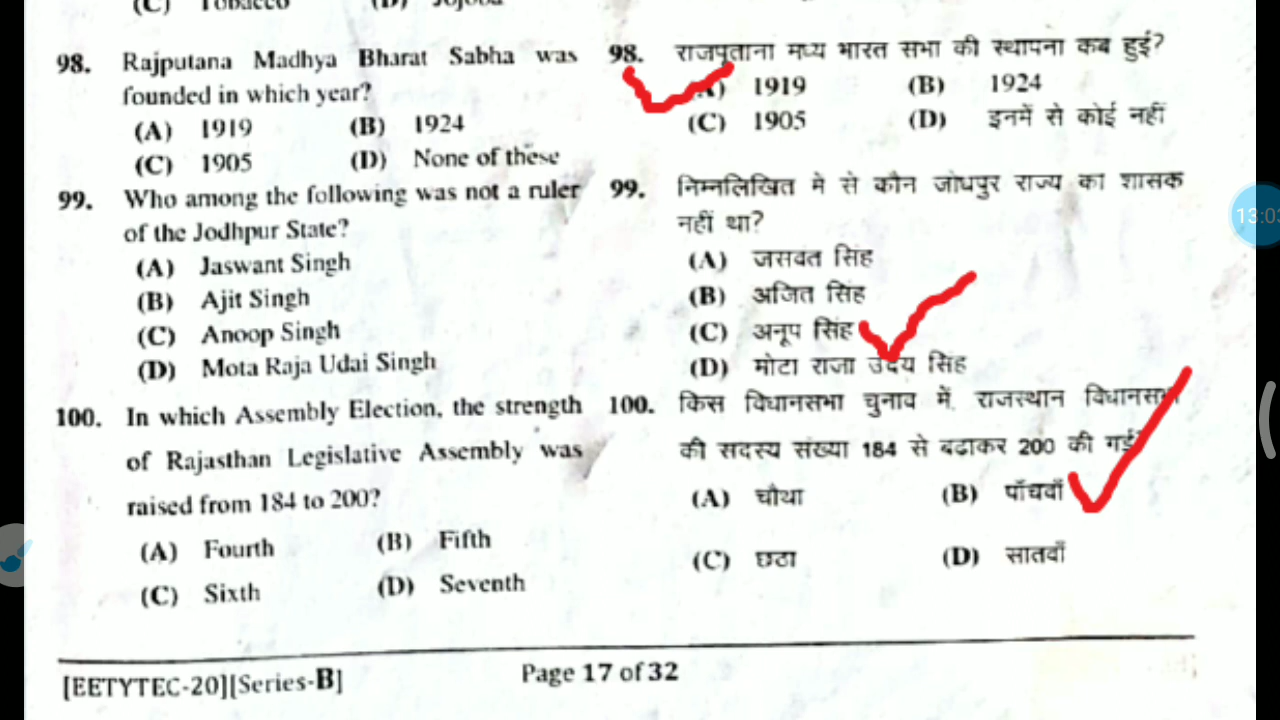 (C) Tobacco (D) Jojoba
98. Rajputana Madhya Bharat Sabha was
founded in which year?
(A) 1919 (B) 1924
(C) 1905 (D) None of these
99. Who among the following was not a ruler
of the Jodhpur State?
(A) Jaswant Singh
(B) Ajit Singh
(C) Anoop Singh
(D) Mota Raja Udai Singh
100. In which Assembly Election, the strength
of Rajasthan Legislative Assembly was
raised from 184 to 200?
(A) Fourth (B) Fifth
(C) Sixth (D) Seventh
98. राजपूताना मध्य भारत सभा की स्थापना कब हुई?
(A) 1919 (B) 1924
(C) 1905 (D) इनमें से कोई नहीं
99. निम्नलिखित मे से कौन जोधपुर राज्य का शासक
नहीं था?
(A) जसवंत सिंह
(B) अजित सिंह
(C) अनूप सिंह
(D) मोटा राजा उदय सिंह
100. किस विधानसभा चुनाव में, राजस्थान विधानसभा
की सदस्य संख्या 184 से बढाकर 200 की गई?
(A) चौथा (B) पाँचवाँ
(C) छठा (D) सातवाँ
[EETYTEC-20][Series-B] Page 17 of 32